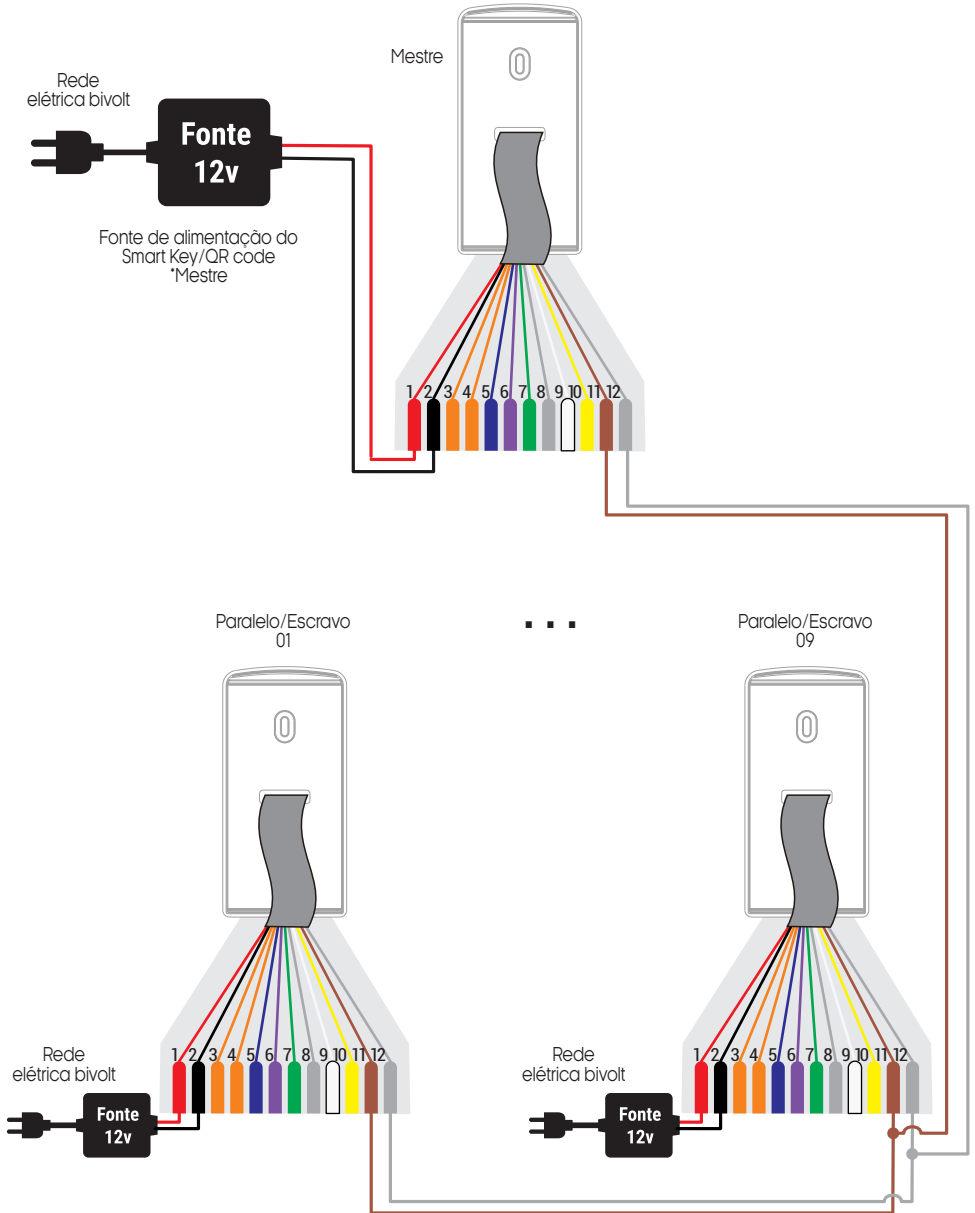 Mestre
Rede
elétrica bivolt
Fonte
12v
Fonte de alimentação do
Smart Key/QR code
*Mestre
1 2 3 4 5 6 7 8 9 10 11 12
Paralelo/Escravo
01
. . .
Paralelo/Escravo
09
1 2 3 4 5 6 7 8 9 10 11 12
Rede
elétrica bivolt
Fonte
12v
1 2 3 4 5 6 7 8 9 10 11 12
Rede
elétrica bivolt
Fonte
12v